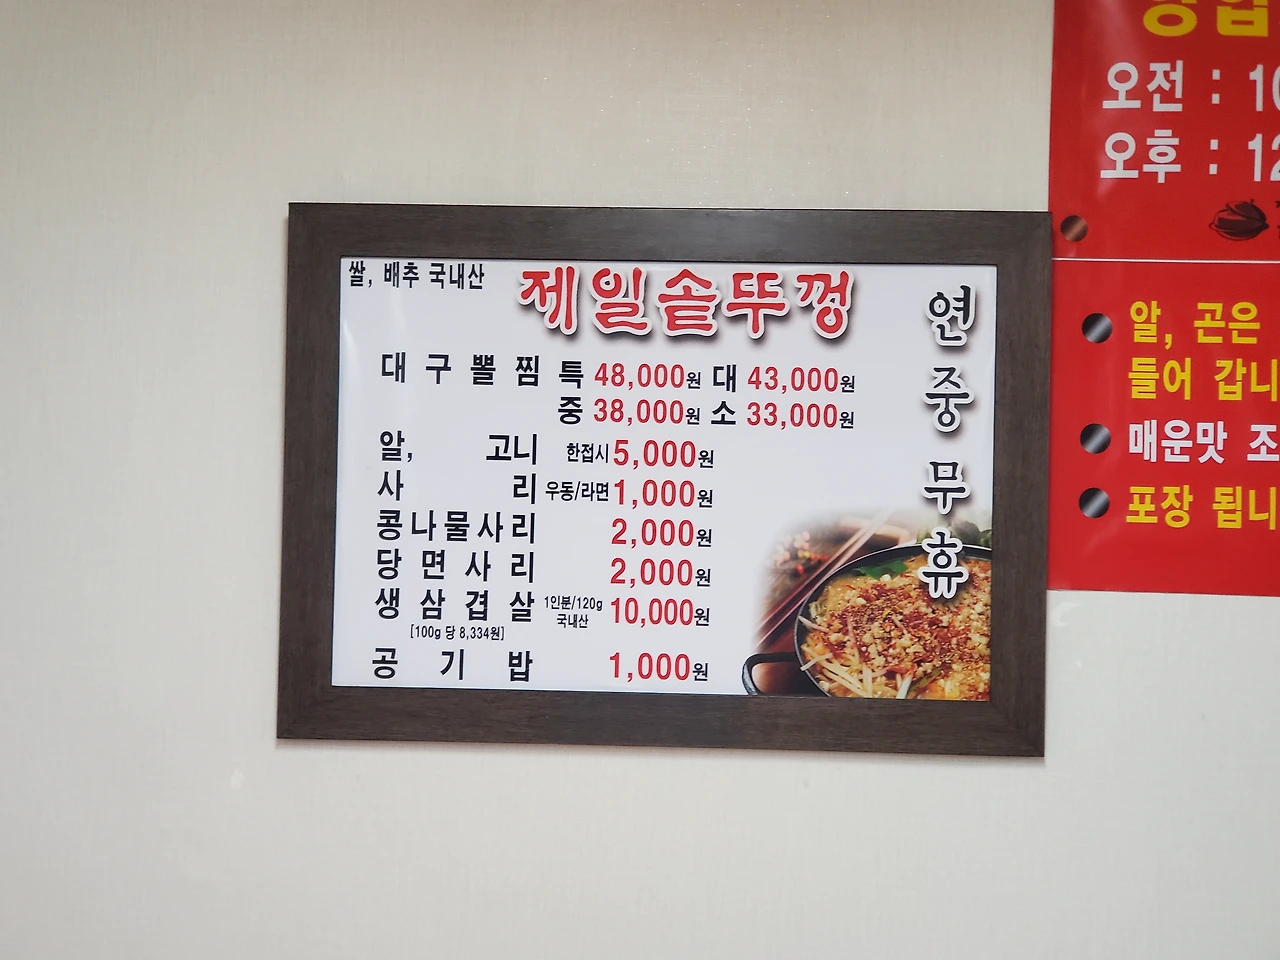 쌀, 배추 국내산
제일솥뚜껑
연중무휴
대구뽈찜 특 48,000원 대 43,000원
중 38,000원 소 33,000원
알, 고니 한접시 5,000원
사리 우동/라면 1,000원
콩나물사리 2,000원
당면사리 2,000원
생삼겹살 1인분/120g 국내산 10,000원
[100g 당 8,334원]
공기밥 1,000원
오전 : 10
오후 : 12
알, 곤은
들어 갑니
매운맛 조
포장 됩니